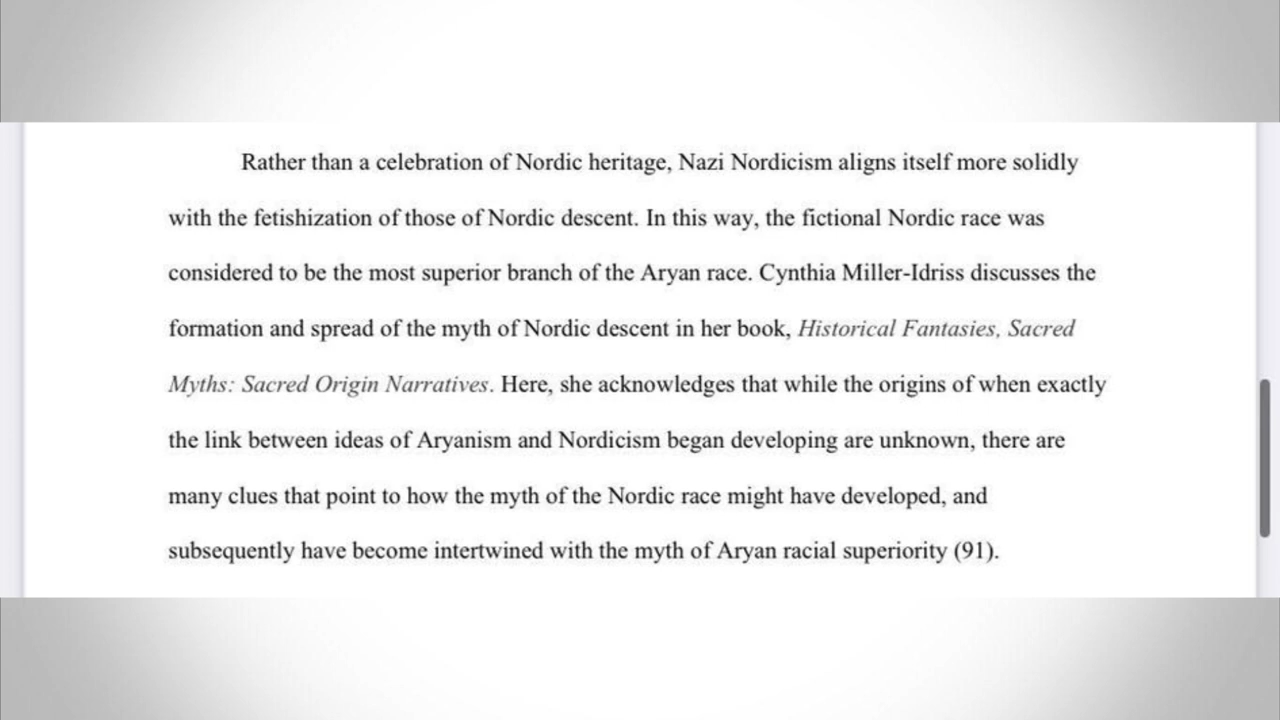 Rather than a celebration of Nordic heritage, Nazi Nordicism aligns itself more solidly
with the fetishization of those of Nordic descent. In this way, the fictional Nordic race was
considered to be the most superior branch of the Aryan race. Cynthia Miller-Idriss discusses the
formation and spread of the myth of Nordic descent in her book, Historical Fantasies, Sacred
Myths: Sacred Origin Narratives. Here, she acknowledges that while the origins of when exactly
the link between ideas of Aryanism and Nordicism began developing are unknown, there are
many clues that point to how the myth of the Nordic race might have developed, and
subsequently have become intertwined with the myth of Aryan racial superiority (91).